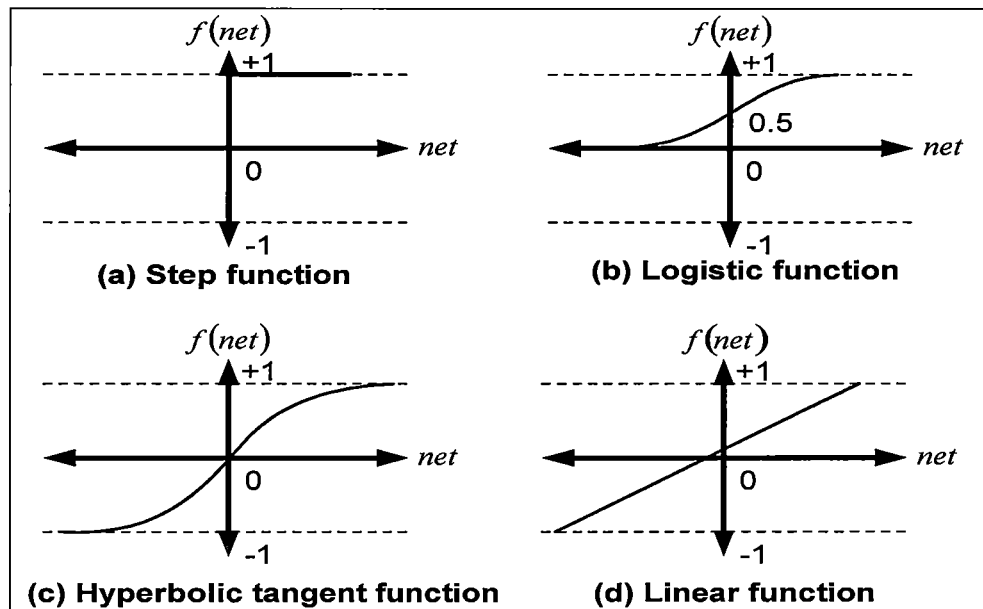 f(net)
+1
net
0
-1
(a) Step function
f(net)
+1
0.5
net
0
-1
(b) Logistic function
f(net)
+1
net
0
-1
(c) Hyperbolic tangent function
f(net)
+1
net
0
-1
(d) Linear function